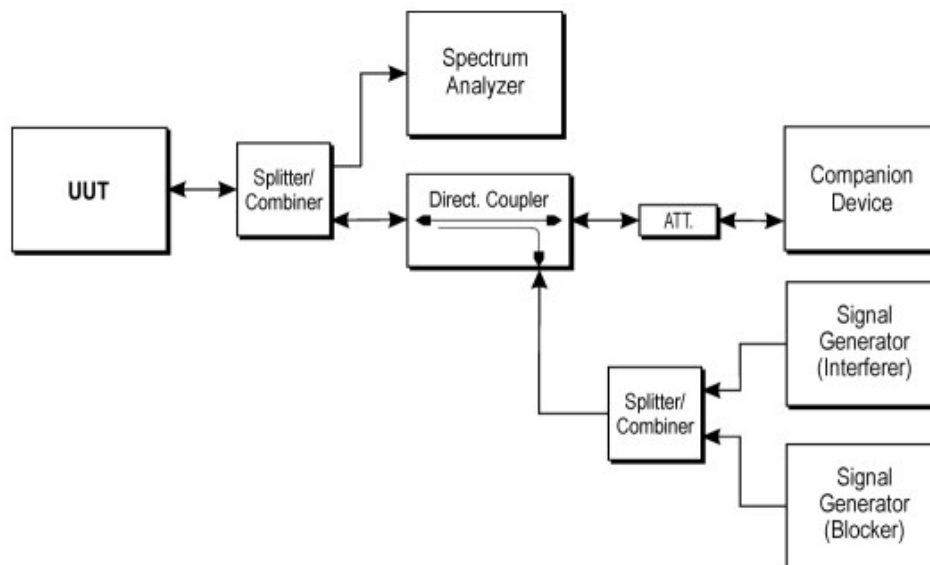 Spectrum
Analyzer
UUT
Splitter/
Combiner
Direct. Coupler
ATT.
Companion
Device
Signal
Generator
(Interferer)
Splitter/
Combiner
Signal
Generator
(Blocker)